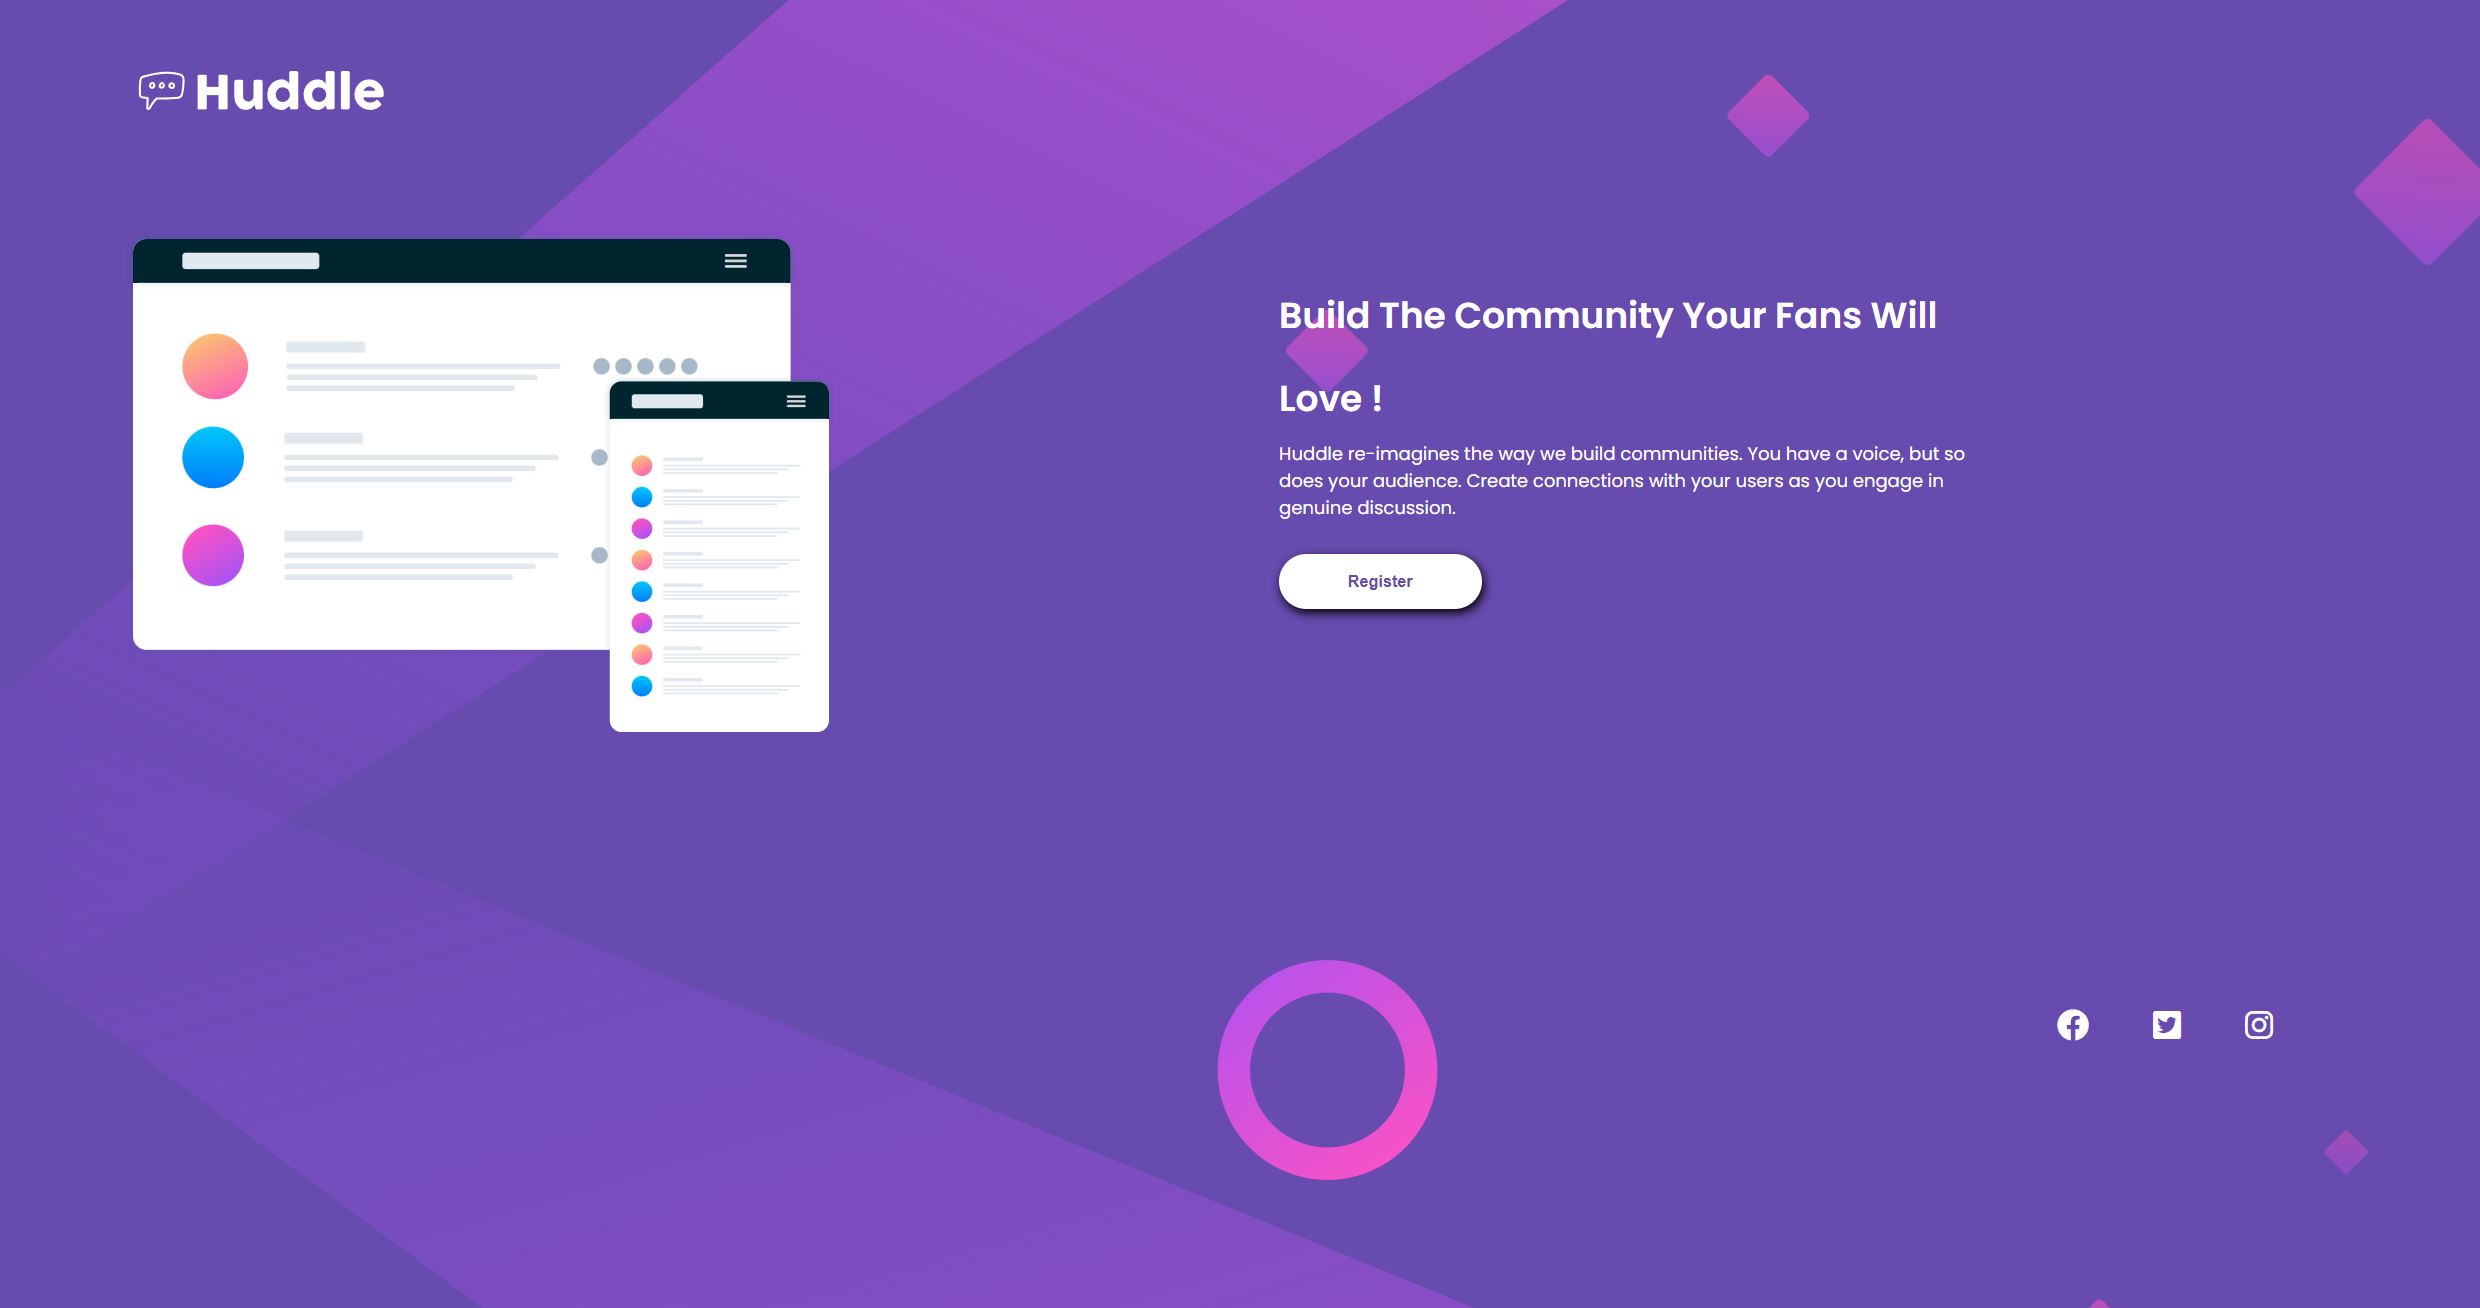 Huddle
Build The Community Your Fans Will
Love !
Huddle re-imagines the way we build communities. You have a voice, but so
does your audience. Create connections with your users as you engage in
genuine discussion.
Register